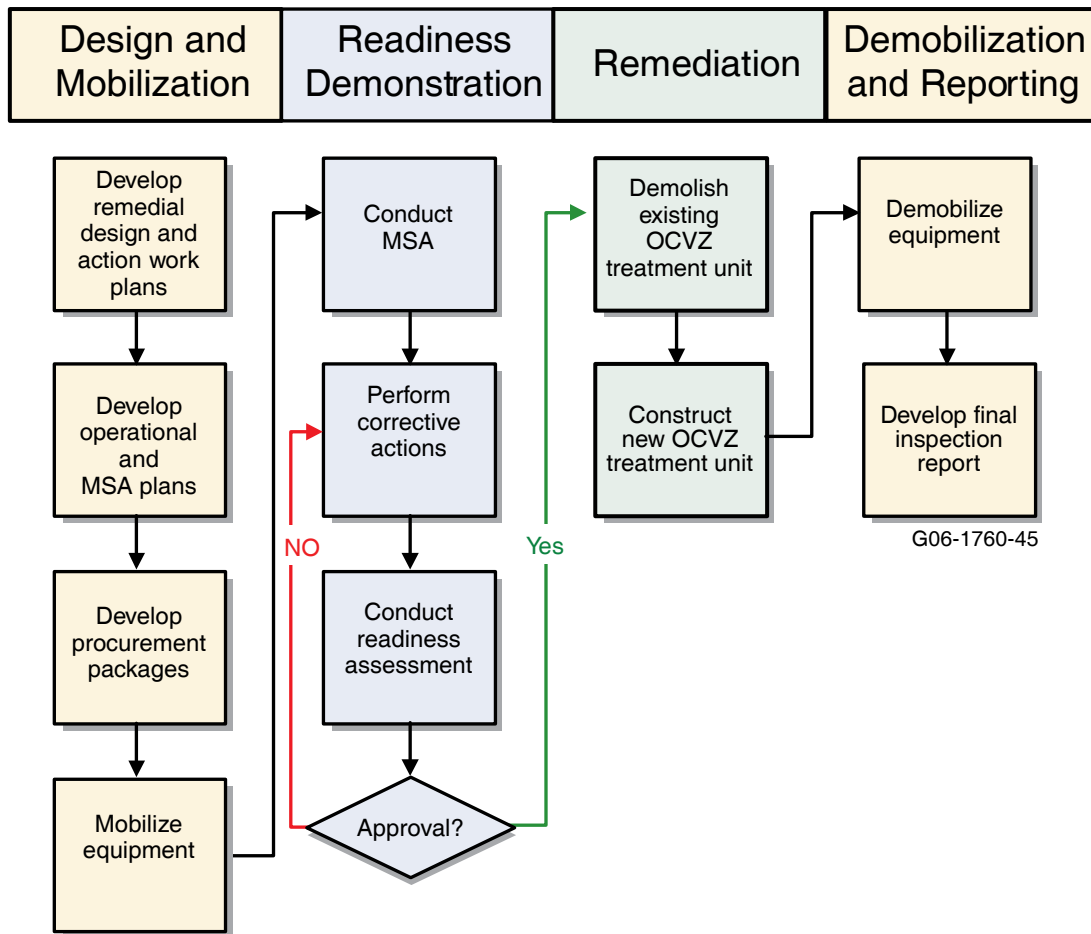 Design and
Mobilization
Readiness
Demonstration
Remediation
Demobilization
and Reporting
Develop
remedial
design and
action work
plans
Develop
operational
and
MSA plans
Develop
procurement
packages
Mobilize
equipment
Conduct
MSA
Perform
corrective
actions
NO
Conduct
readiness
assessment
Approval?
Yes
Demolish
existing
OCVZ
treatment unit
Construct
new OCVZ
treatment unit
Demobilize
equipment
Develop final
inspection
report
G06-1760-45